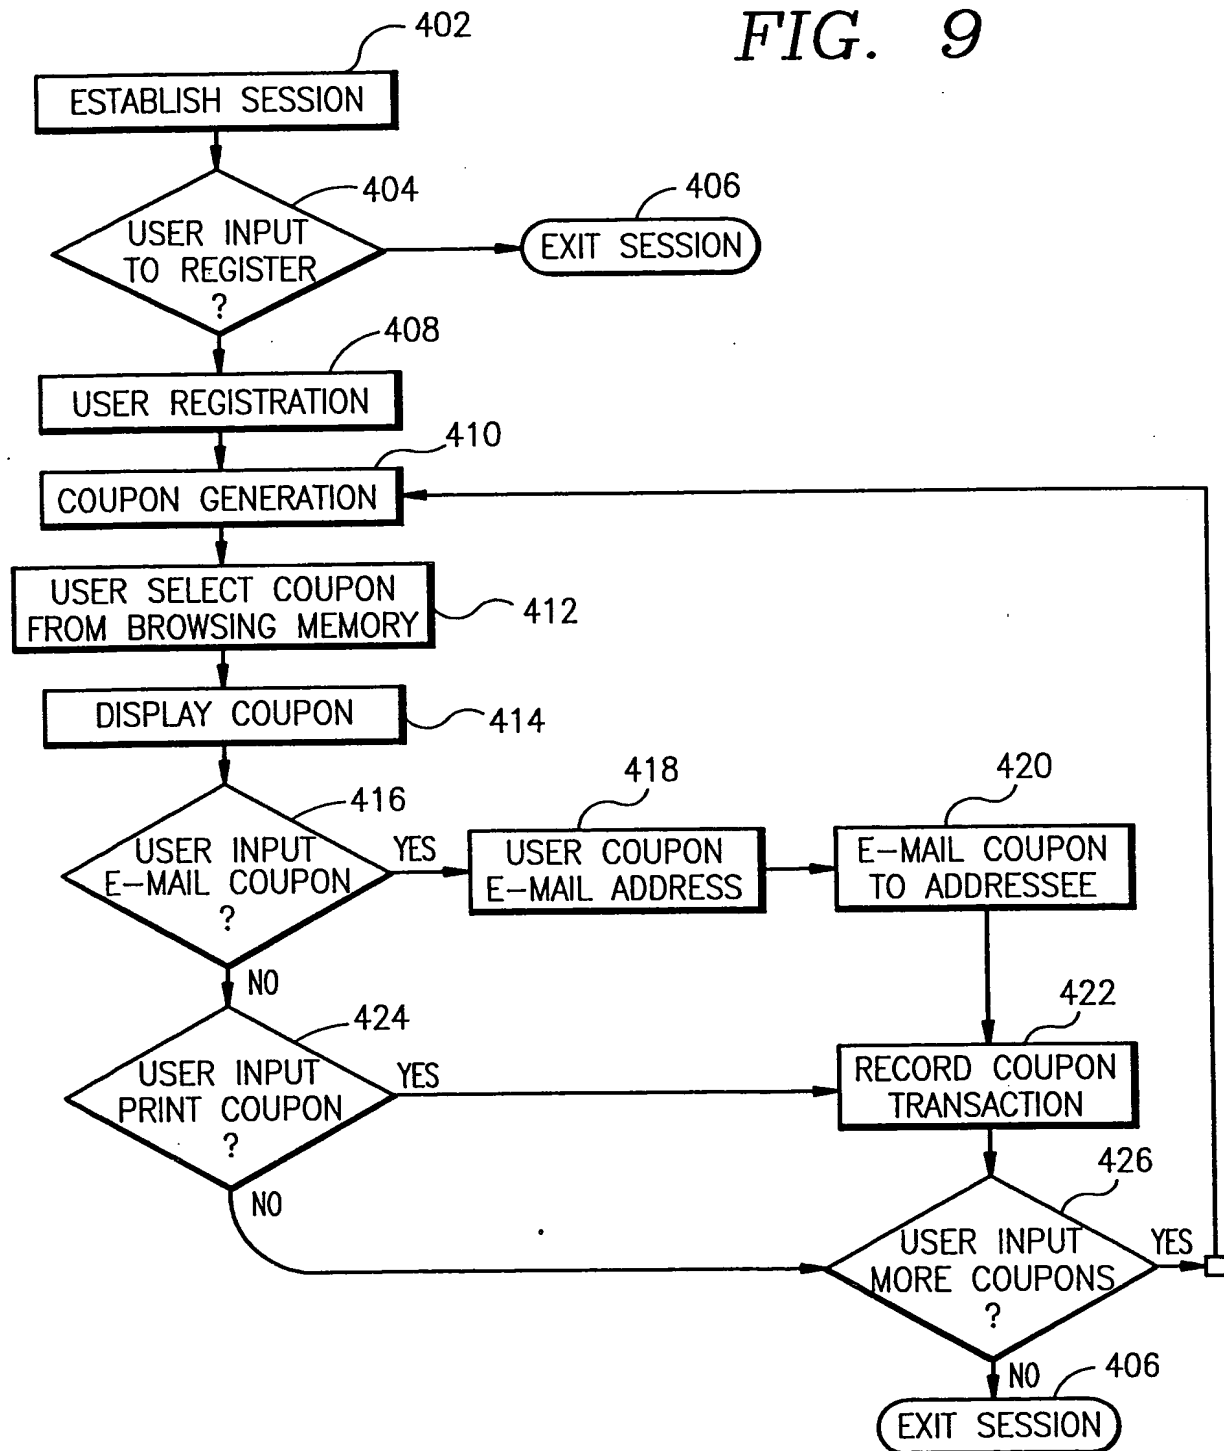 FIG. 9
402
ESTABLISH SESSION
404
USER INPUT
TO REGISTER
?
406
EXIT SESSION
408
USER REGISTRATION
410
COUPON GENERATION
USER SELECT COUPON
FROM BROWSING MEMORY
412
DISPLAY COUPON
414
416
USER INPUT
E-MAIL COUPON
?
YES
NO
418
USER COUPON
E-MAIL ADDRESS
420
E-MAIL COUPON
TO ADDRESSEE
422
RECORD COUPON
TRANSACTION
424
USER INPUT
PRINT COUPON
?
YES
NO
426
USER INPUT
MORE COUPONS
?
YES
NO
406
EXIT SESSION